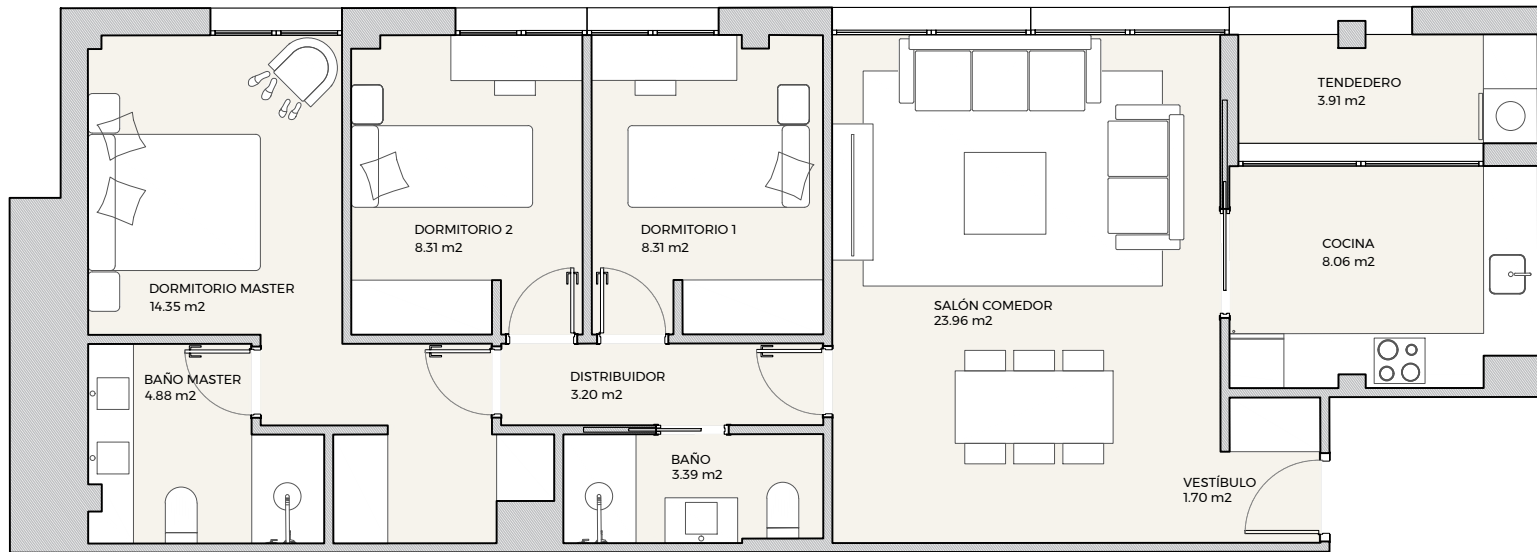 TENDEDERO
3.91 m2
DORMITORIO 2
8.31 m2
DORMITORIO 1
8.31 m2
COCINA
8.06 m2
DORMITORIO MASTER
14.35 m2
SALÓN COMEDOR
23.96 m2
BAÑO MASTER
4.88 m2
DISTRIBUIDOR
3.20 m2
BAÑO
3.39 m2
VESTÍBULO
1.70 m2